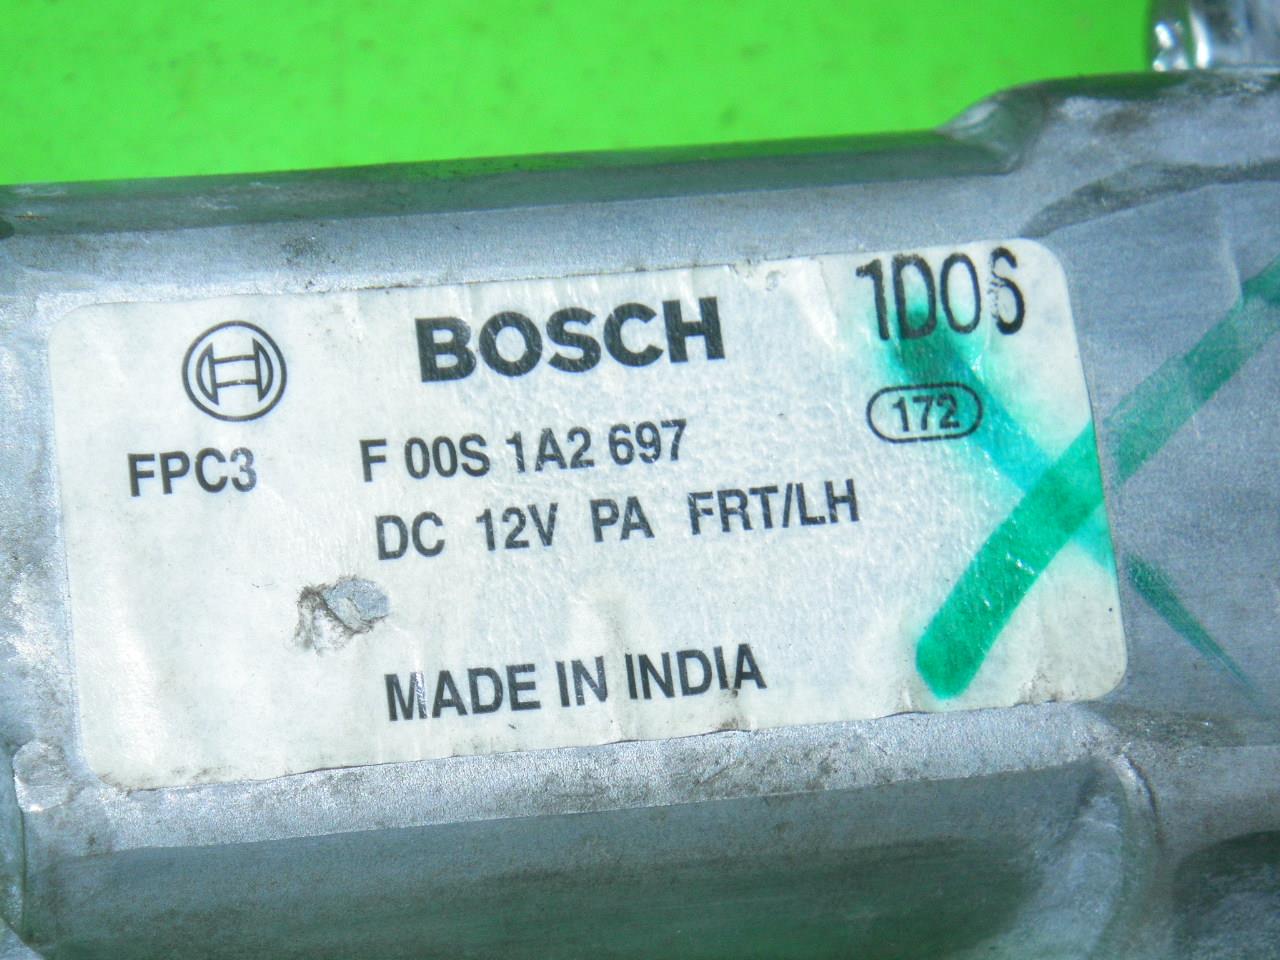 BOSCH 1D06
172
FPC3 F 00S 1A2 697
DC 12V PA FRT/LH
MADE IN INDIA